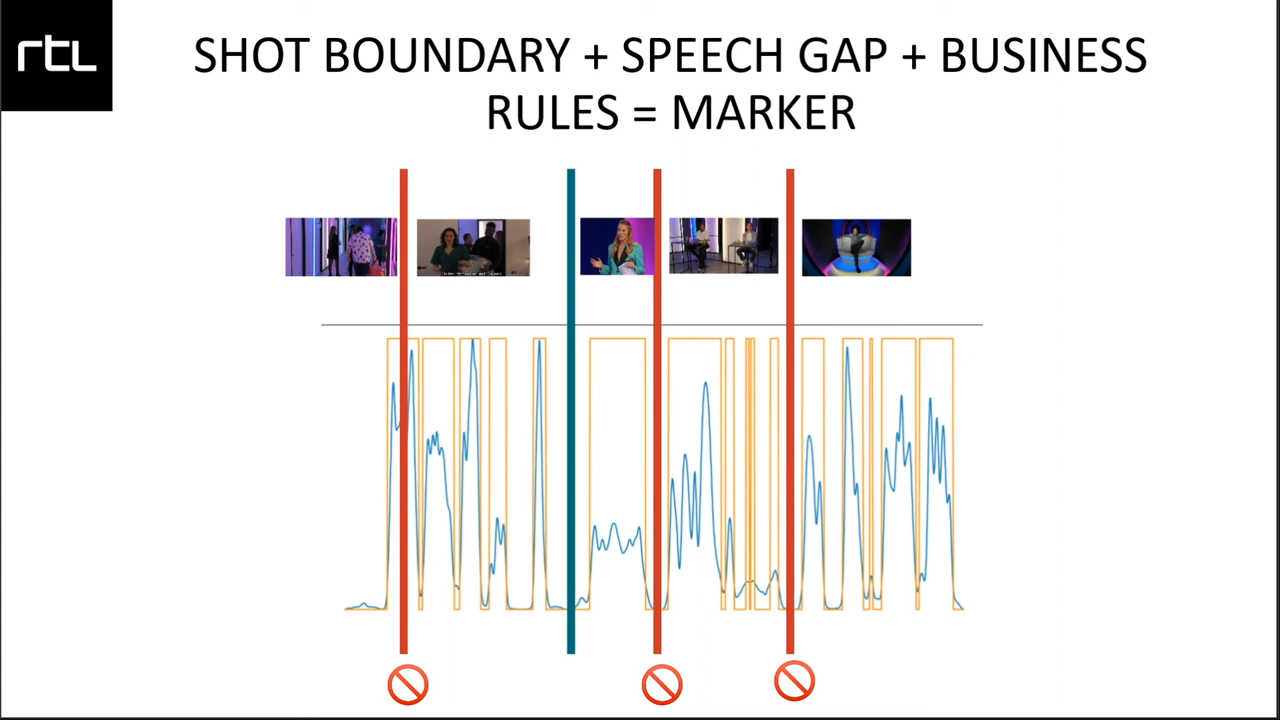 rtl
SHOT BOUNDARY + SPEECH GAP + BUSINESS
RULES = MARKER